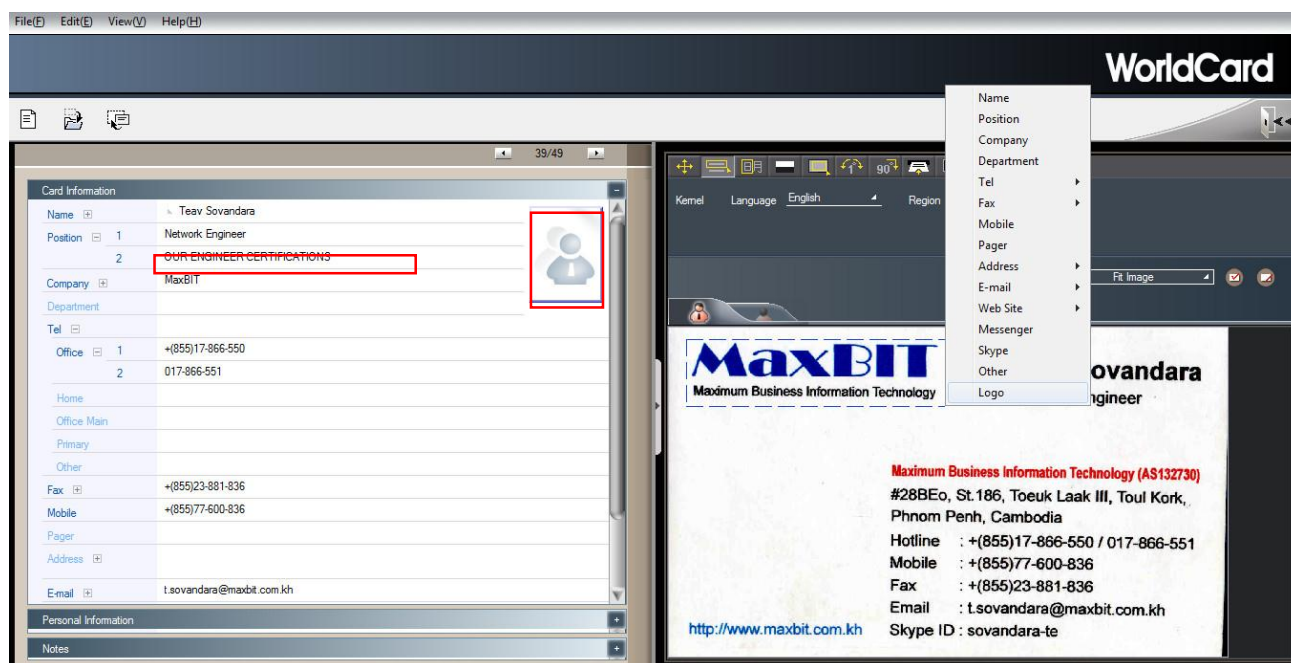 File(F) Edit(E) View(V) Help(H)
WorldCard
39/49
Card Information
Name Teav Sovandara
Position 1 Network Engineer
2 OUR ENGINEER CERTIFICATIONS
Company MaxBIT
Department
Tel
Office 1 +(855)17-866-550
2 017-866-551
Home
Office Main
Primary
Other
Fax +(855)23-881-836
Mobile +(855)77-600-836
Pager
Address
E-mail t.sovandara@maxbit.com.kh
Personal Information
Notes
Kernel Language English Region
Fit Image
Name
Position
Company
Department
Tel
Fax
Mobile
Pager
Address
E-mail
Web Site
Messenger
Skype
Other
Logo
MaxBIT
Maximum Business Information Technology
ovandara
ngineer
Maximum Business Information Technology (AS132730)
#28BEo, St.186, Toeuk Laak III, Toul Kork,
Phnom Penh, Cambodia
Hotline : +(855)17-866-550 / 017-866-551
Mobile : +(855)77-600-836
Fax : +(855)23-881-836
Email : t.sovandara@maxbit.com.kh
http://www.maxbit.com.kh Skype ID : sovandara-te